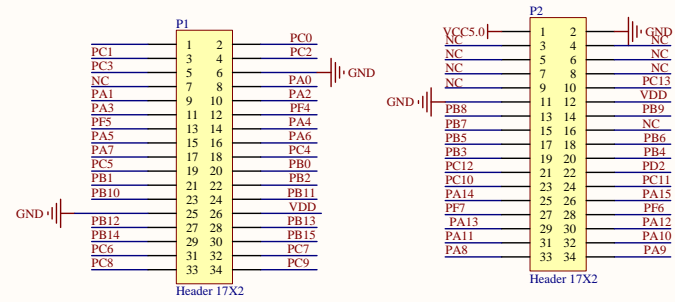 P1
1 2 PC0
PC1 3 4 PC2
PC3 5 6 GND
NC 7 8 PA0
PA1 9 10 PA2
PA3 11 12 PF4
PF5 13 14 PA4
PA5 15 16 PA6
PA7 17 18 PC4
PC5 19 20 PB0
PB1 21 22 PB2
PB10 23 24 PB11
GND 25 26 VDD
PB12 27 28 PB13
PB14 29 30 PB15
PC6 31 32 PC7
PC8 33 34 PC9
Header 17X2
P2
VCC5.0 1 2 GND
NC 3 4 NC
NC 5 6 NC
NC 7 8 NC
NC 9 10 PC13
GND 11 12 VDD
PB8 13 14 PB9
PB7 15 16 NC
PB5 17 18 PB6
PB3 19 20 PB4
PC12 21 22 PD2
PC10 23 24 PC11
PA14 25 26 PA15
PF7 27 28 PF6
PA13 29 30 PA12
PA11 31 32 PA10
PA8 33 34 PA9
Header 17X2